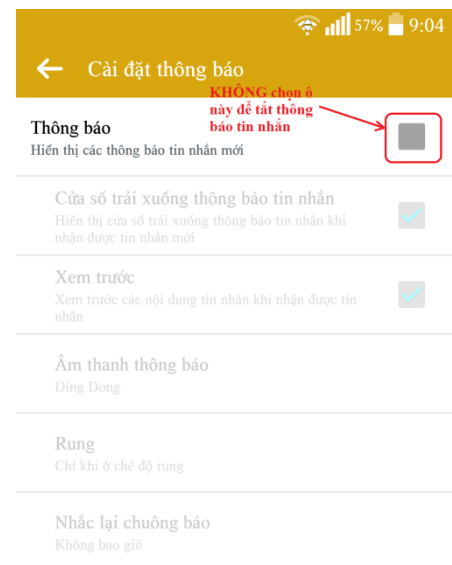 57% 9:04
Cài đặt thông báo
KHÔNG chọn ô
này để tắt thông
báo tin nhắn
Thông báo
Hiển thị các thông báo tin nhắn mới
Cửa sổ trải xuống thông báo tin nhắn
Hiển thị cửa sổ trải xuống thông báo tin nhắn khi
nhận được tin nhắn mới
Xem trước
Xem trước các nội dung tin nhắn khi nhận được tin
nhắn
Âm thanh thông báo
Ding Dong
Rung
Chỉ khi ở chế độ rung
Nhắc lại chuông báo
Không bao giờ